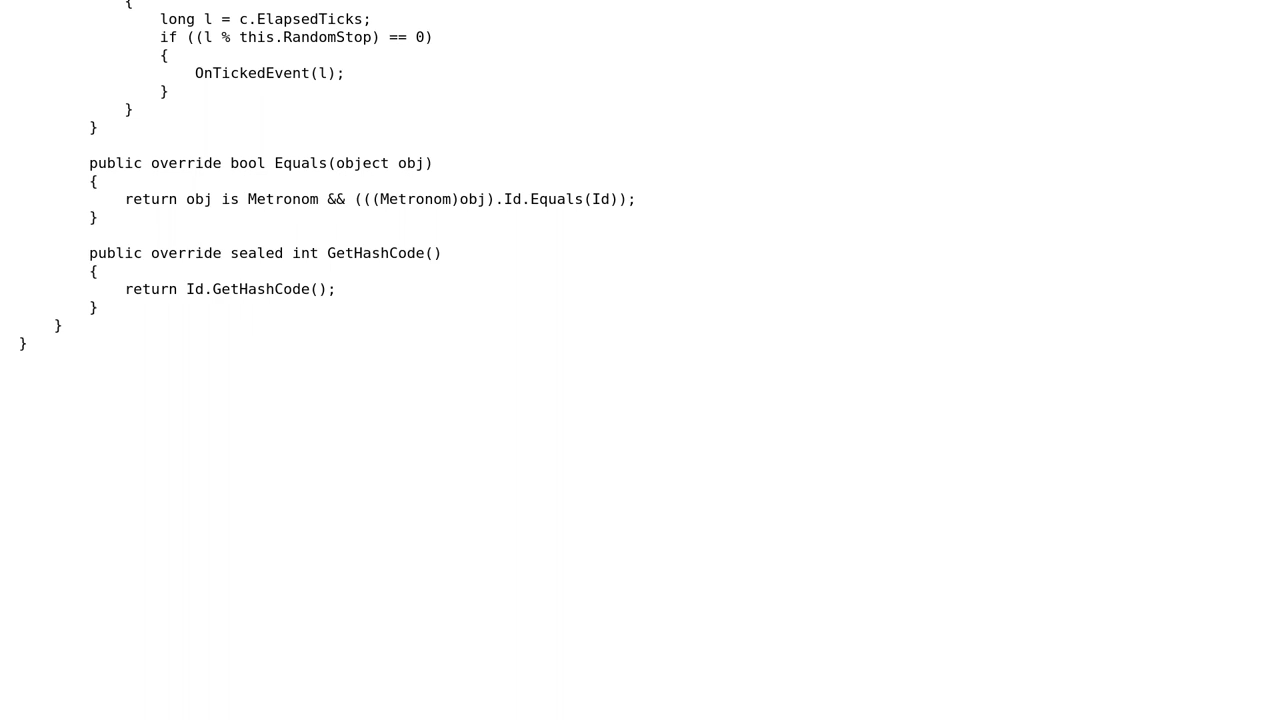 {
long l = c.ElapsedTicks;
if ((l % this.RandomStop) == 0)
{
OnTickedEvent(l);
}
}
}
public override bool Equals(object obj)
{
return obj is Metronom && (((Metronom)obj).Id.Equals(Id));
}
public override sealed int GetHashCode()
{
return Id.GetHashCode();
}
}
}